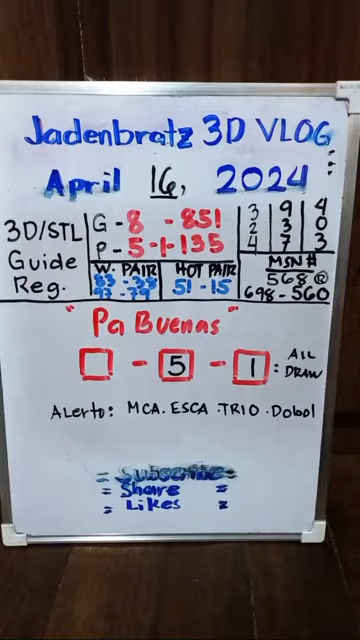 Jadenbratz 3D VLOG
April 16, 2024
3D/STL Guide Reg.
G - 8 - 851
P - 5 -1- 135
W. PAIR
83 - 38
97 - 79
HOT PAIR
51 - 15
3 9 4
2 3 0
4 7 3
MSN #
568 ®
698 - 560
"Pa Buenas"
- 5 - 1 : ALL DRAW
Alerto: MCA. ESCA .TRIO .Dobol
= Subscribe =
= Share =
= Likes =